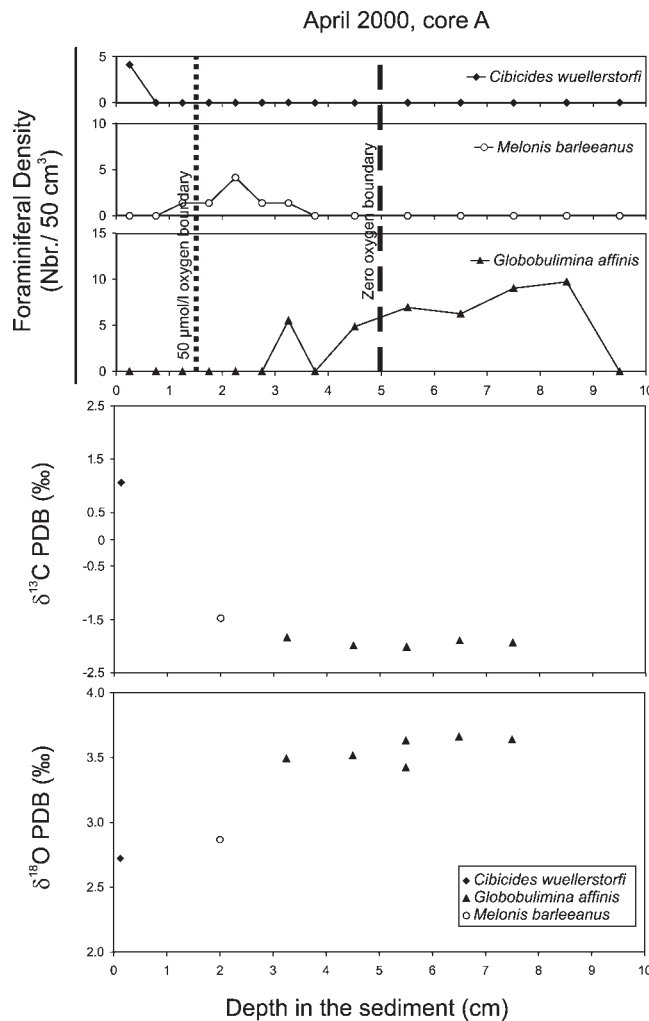 April 2000, core A
Foraminiferal Density
(Nbr./ 50 cm³)
5
0
Cibicides wuellerstorfi
10
5
0
Melonis barleeanus
15
10
5
0
Globobulimina affinis
50 µmol/l oxygen boundary
Zero oxygen boundary
0 1 2 3 4 5 6 7 8 9 10
δ¹³C PDB (‰)
2.5
1.5
0.5
0
-0.5
-1.5
-2.5
δ¹⁸O PDB (‰)
4.0
3.5
3.0
2.5
2.0
Cibicides wuellerstorfi
Globobulimina affinis
Melonis barleeanus
0 1 2 3 4 5 6 7 8 9 10
Depth in the sediment (cm)